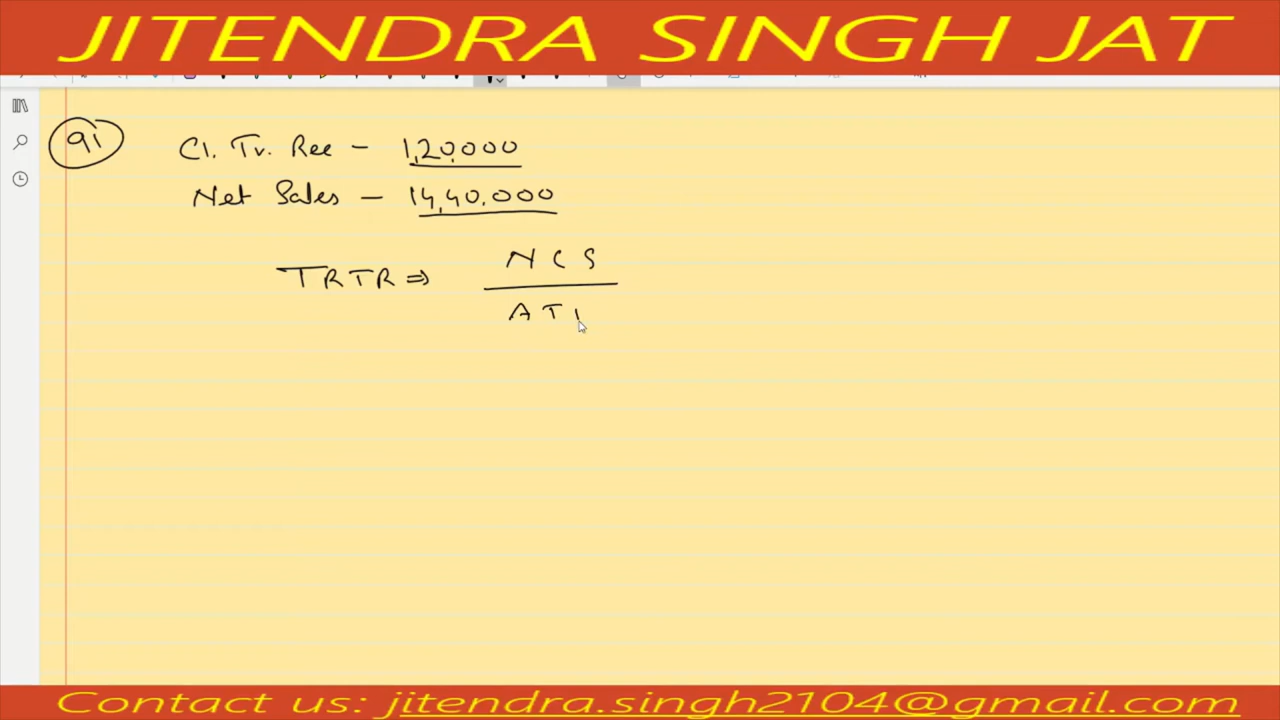 JITENDRA SINGH JAT
91
Cl. Tr. Rec - 1,20,000
Net Sales - 14,40,000
TRTR ⇒ NCS
AT
Contact us: jitendra.singh2104@gmail.com